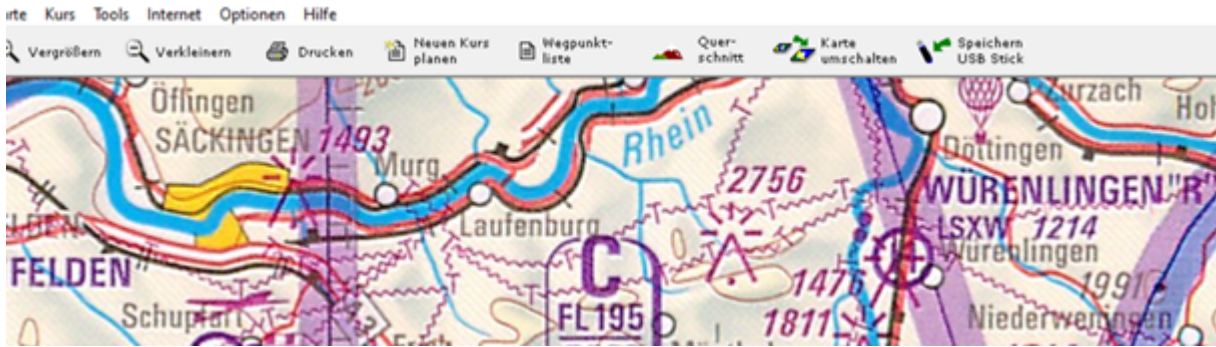 Kurs Tools Internet Optionen Hilfe
Vergrößern Verkleinern Drucken Neuen Kurs planen Wegpunkt-liste Quer-schnitt Karte umschalten Speichern USB Stick
Öflingen
Zurzach
SÄCKINGEN 1493
Murg
Rhein
Döttingen
2756
WÜRENLINGEN "R"
Laufenburg
LSXW 1214
Würenlingen
FELDEN"
C
1476
1991
Schupfart
FL195
1811
Niederweningen